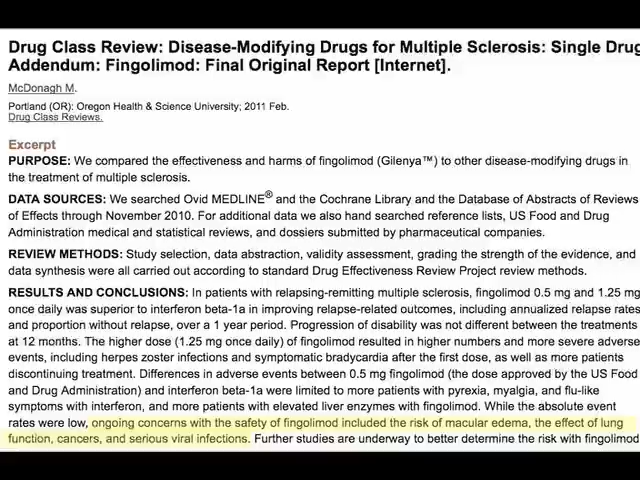 Drug Class Review: Disease-Modifying Drugs for Multiple Sclerosis: Single Drug
Addendum: Fingolimod: Final Original Report [Internet].
McDonagh M.
Portland (OR): Oregon Health & Science University; 2011 Feb.
Drug Class Reviews.
Excerpt
PURPOSE: We compared the effectiveness and harms of fingolimod (Gilenya™) to other disease-modifying drugs in
the treatment of multiple sclerosis.
DATA SOURCES: We searched Ovid MEDLINE® and the Cochrane Library and the Database of Abstracts of Reviews
of Effects through November 2010. For additional data we also hand searched reference lists, US Food and Drug
Administration medical and statistical reviews, and dossiers submitted by pharmaceutical companies.
REVIEW METHODS: Study selection, data abstraction, validity assessment, grading the strength of the evidence, and
data synthesis were all carried out according to standard Drug Effectiveness Review Project review methods.
RESULTS AND CONCLUSIONS: In patients with relapsing-remitting multiple sclerosis, fingolimod 0.5 mg and 1.25 mg
once daily was superior to interferon beta-1a in improving relapse-related outcomes, including annualized relapse rates
and proportion without relapse, over a 1 year period. Progression of disability was not different between the treatments
at 12 months. The higher dose (1.25 mg once daily) of fingolimod resulted in higher numbers and more severe adverse
events, including herpes zoster infections and symptomatic bradycardia after the first dose, as well as more patients
discontinuing treatment. Differences in adverse events between 0.5 mg fingolimod (the dose approved by the US Food
and Drug Administration) and interferon beta-1a were limited to more patients with pyrexia, myalgia, and flu-like
symptoms with interferon, and more patients with elevated liver enzymes with fingolimod. While the absolute event
rates were low, ongoing concerns with the safety of fingolimod included the risk of macular edema, the effect of lung
function, cancers, and serious viral infections. Further studies are underway to better determine the risk with fingolimod